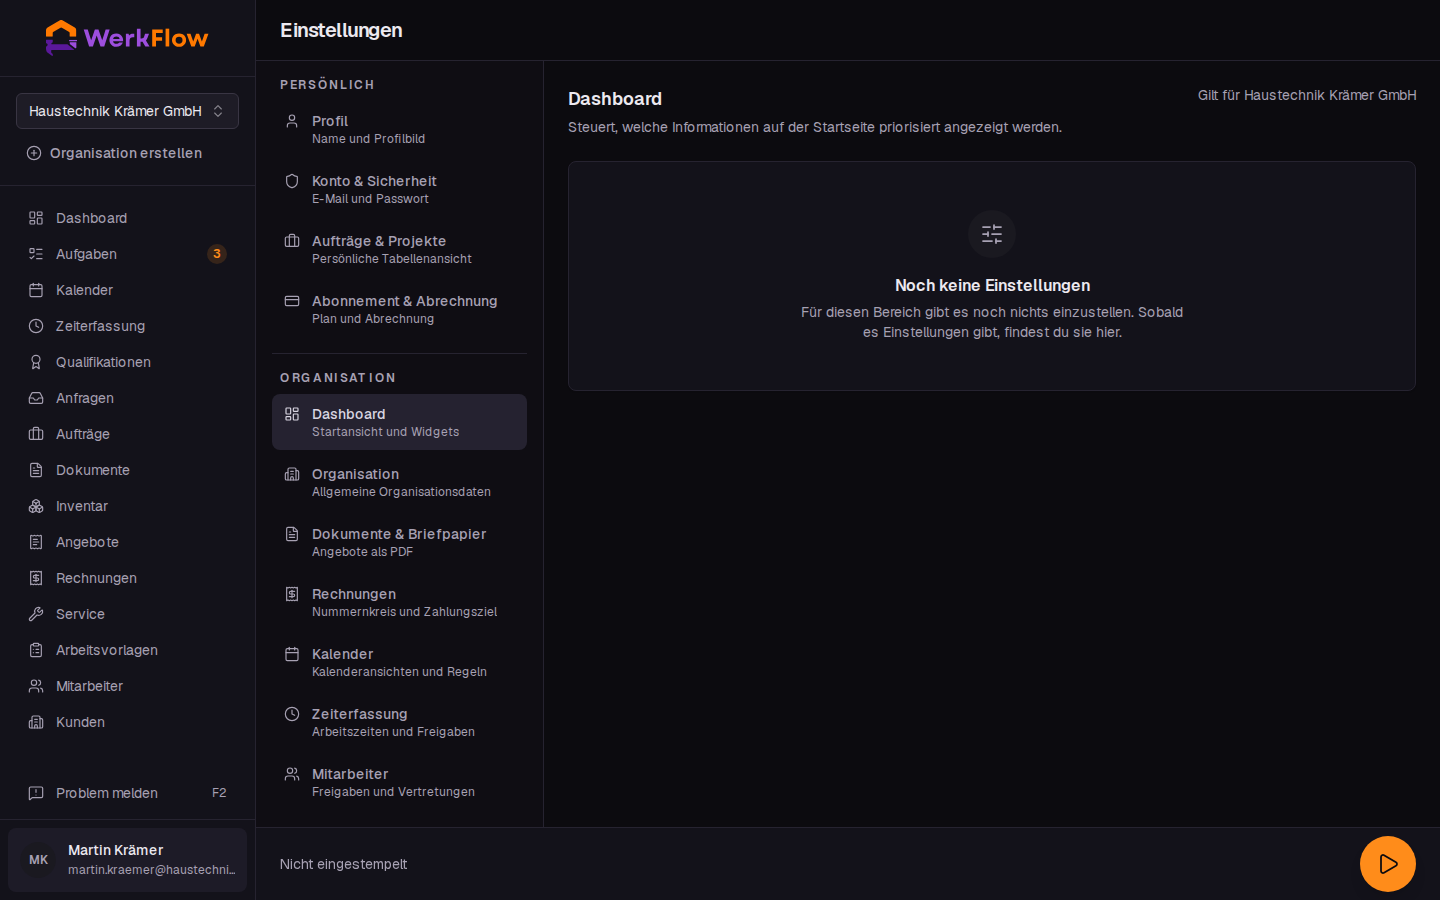 WerkFlow
Haustechnik Krämer GmbH
Organisation erstellen
Dashboard
Aufgaben
3
Kalender
Zeiterfassung
Qualifikationen
Anfragen
Aufträge
Dokumente
Inventar
Angebote
Rechnungen
Service
Arbeitsvorlagen
Mitarbeiter
Kunden
Problem melden
F2
MK
Martin Krämer
martin.kraemer@haustechni...
Einstellungen
PERSÖNLICH
Profil
Name und Profilbild
Konto & Sicherheit
E-Mail und Passwort
Aufträge & Projekte
Persönliche Tabellenansicht
Abonnement & Abrechnung
Plan und Abrechnung
ORGANISATION
Dashboard
Startansicht und Widgets
Organisation
Allgemeine Organisationsdaten
Dokumente & Briefpapier
Angebote als PDF
Rechnungen
Nummernkreis und Zahlungsziel
Kalender
Kalenderansichten und Regeln
Zeiterfassung
Arbeitszeiten und Freigaben
Mitarbeiter
Freigaben und Vertretungen
Dashboard
Gilt für Haustechnik Krämer GmbH
Steuert, welche Informationen auf der Startseite priorisiert angezeigt werden.
Noch keine Einstellungen
Für diesen Bereich gibt es noch nichts einzustellen. Sobald
es Einstellungen gibt, findest du sie hier.
Nicht eingestempelt